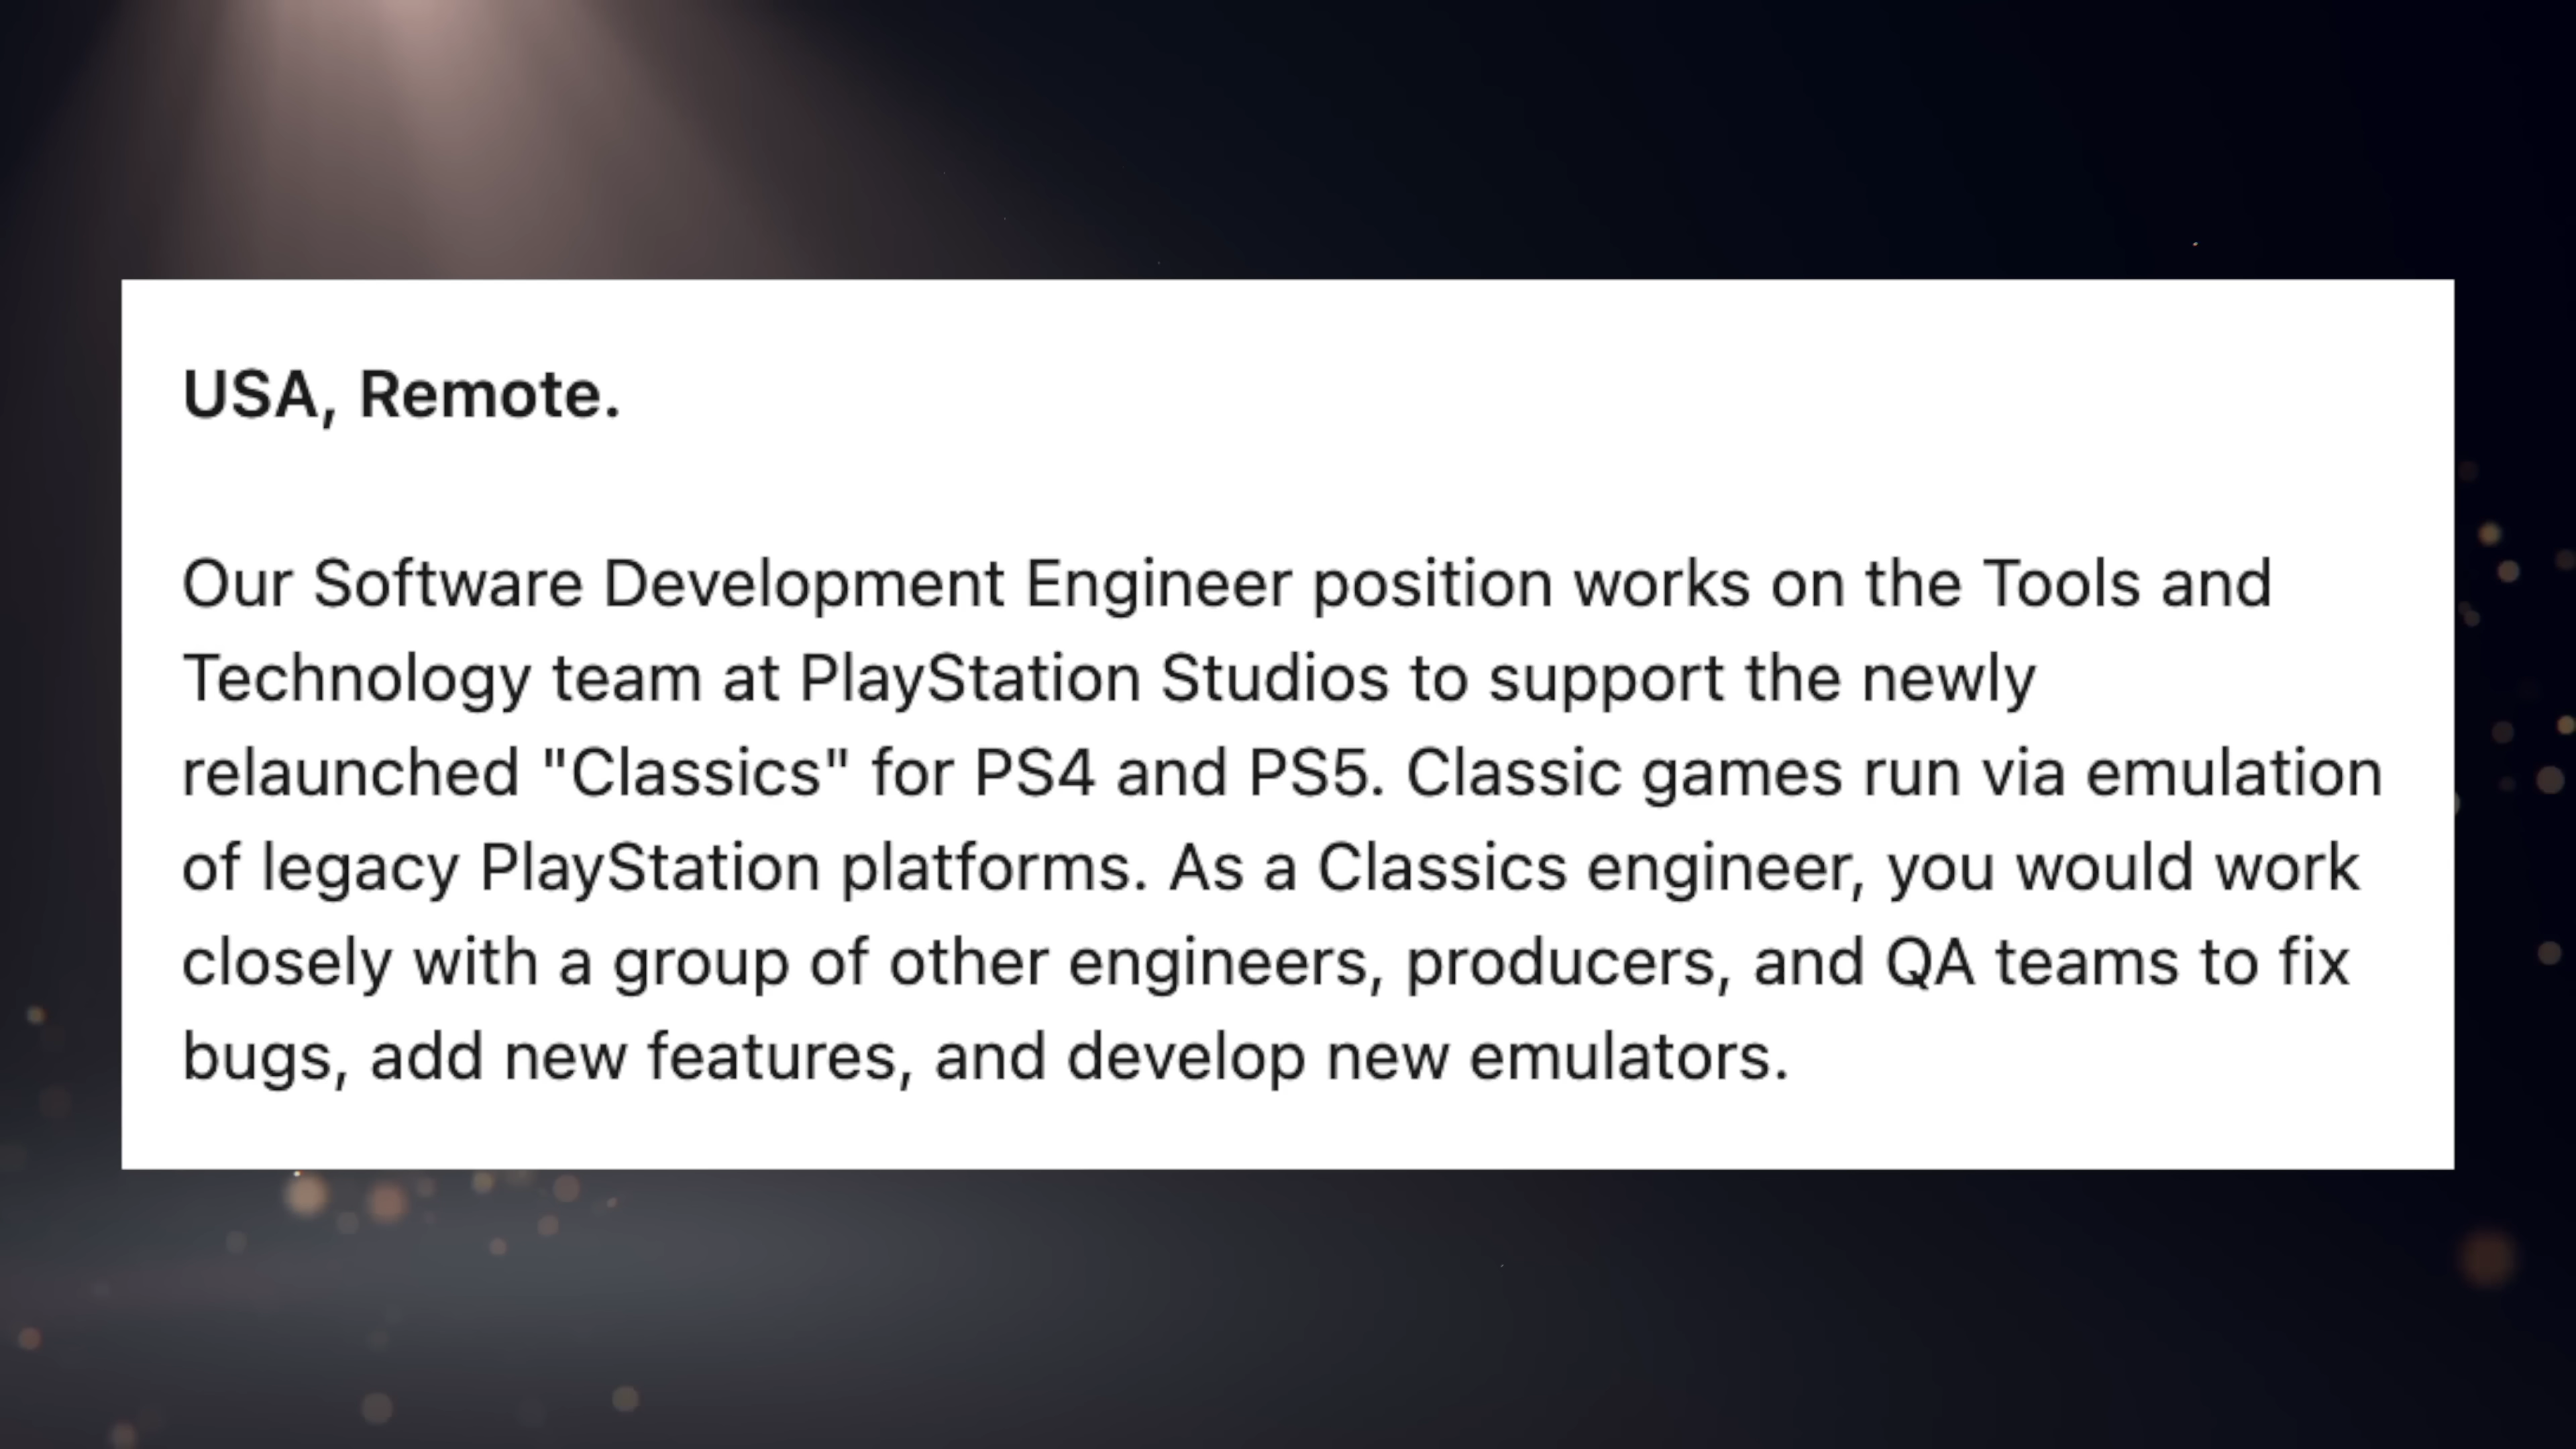 USA, Remote.
Our Software Development Engineer position works on the Tools and
Technology team at PlayStation Studios to support the newly
relaunched "Classics" for PS4 and PS5. Classic games run via emulation
of legacy PlayStation platforms. As a Classics engineer, you would work
closely with a group of other engineers, producers, and QA teams to fix
bugs, add new features, and develop new emulators.